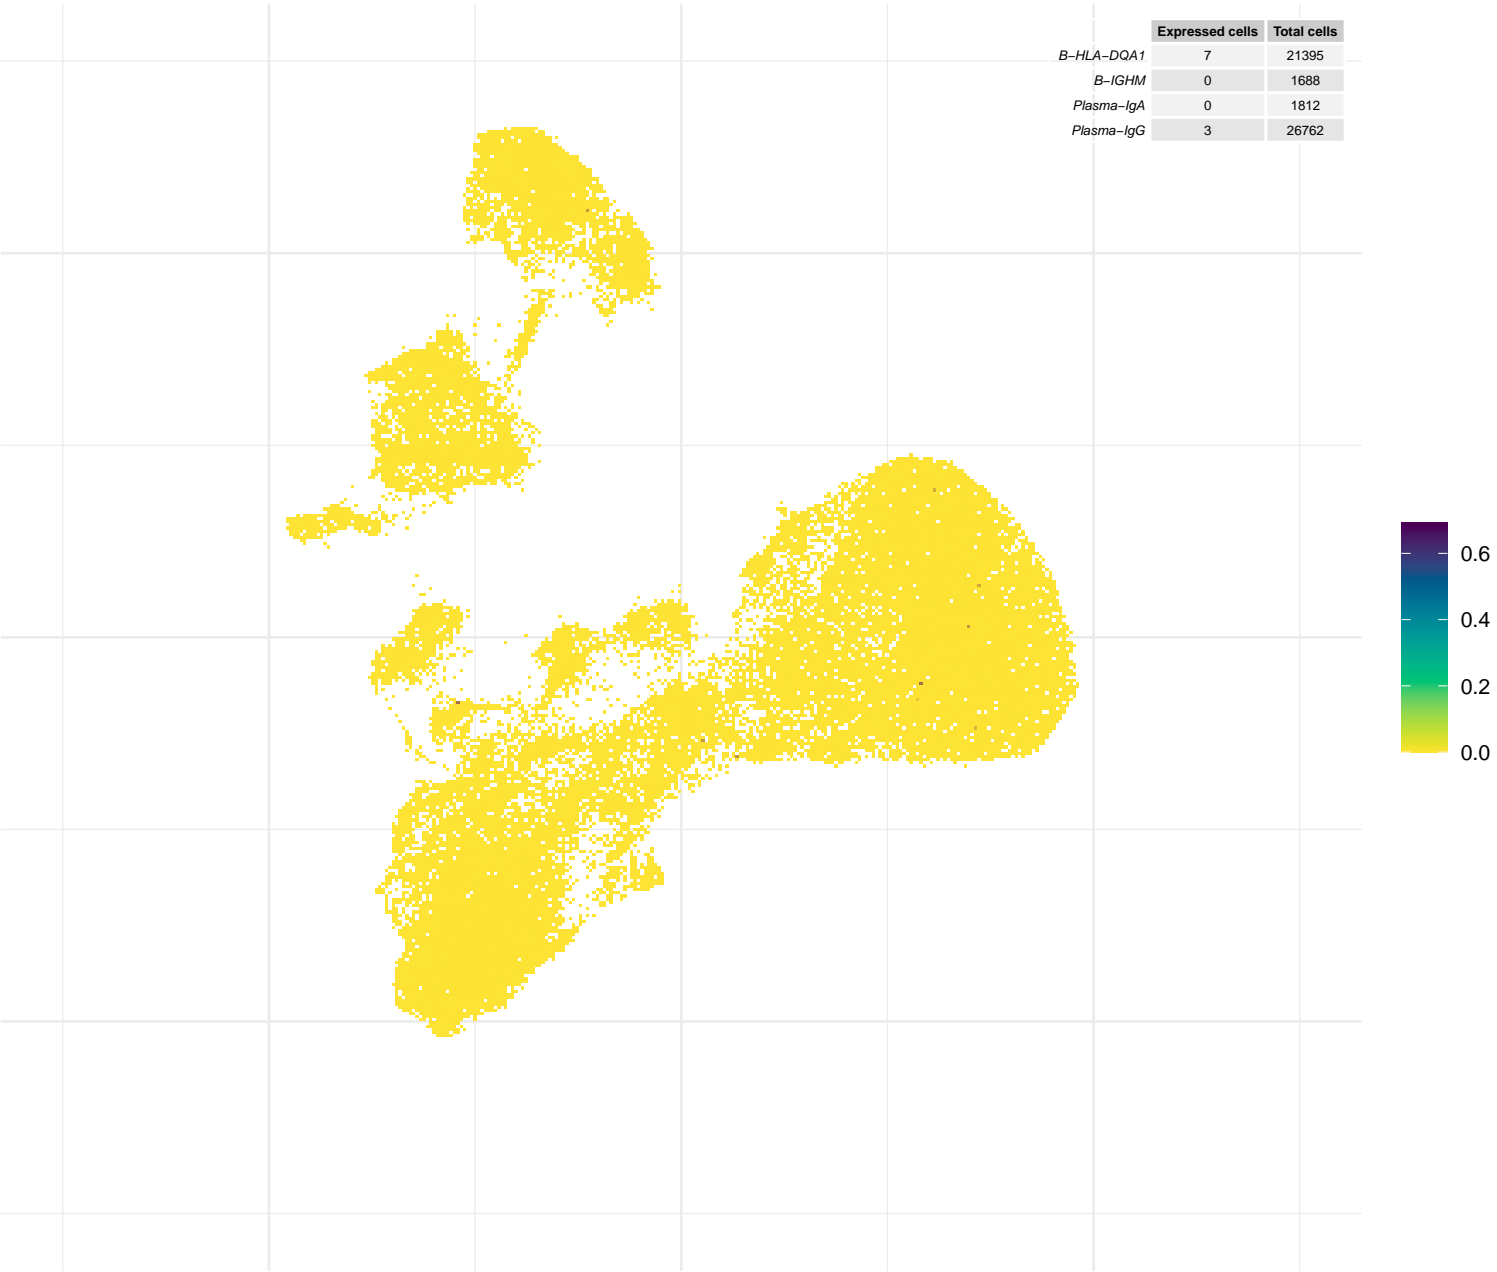 Expressed cells Total cells
B−HLA−DQA1 7 21395
B−IGHM 0 1688
Plasma−IgA 0 1812
Plasma−IgG 3 26762
0.6
0.4
0.2
0.0